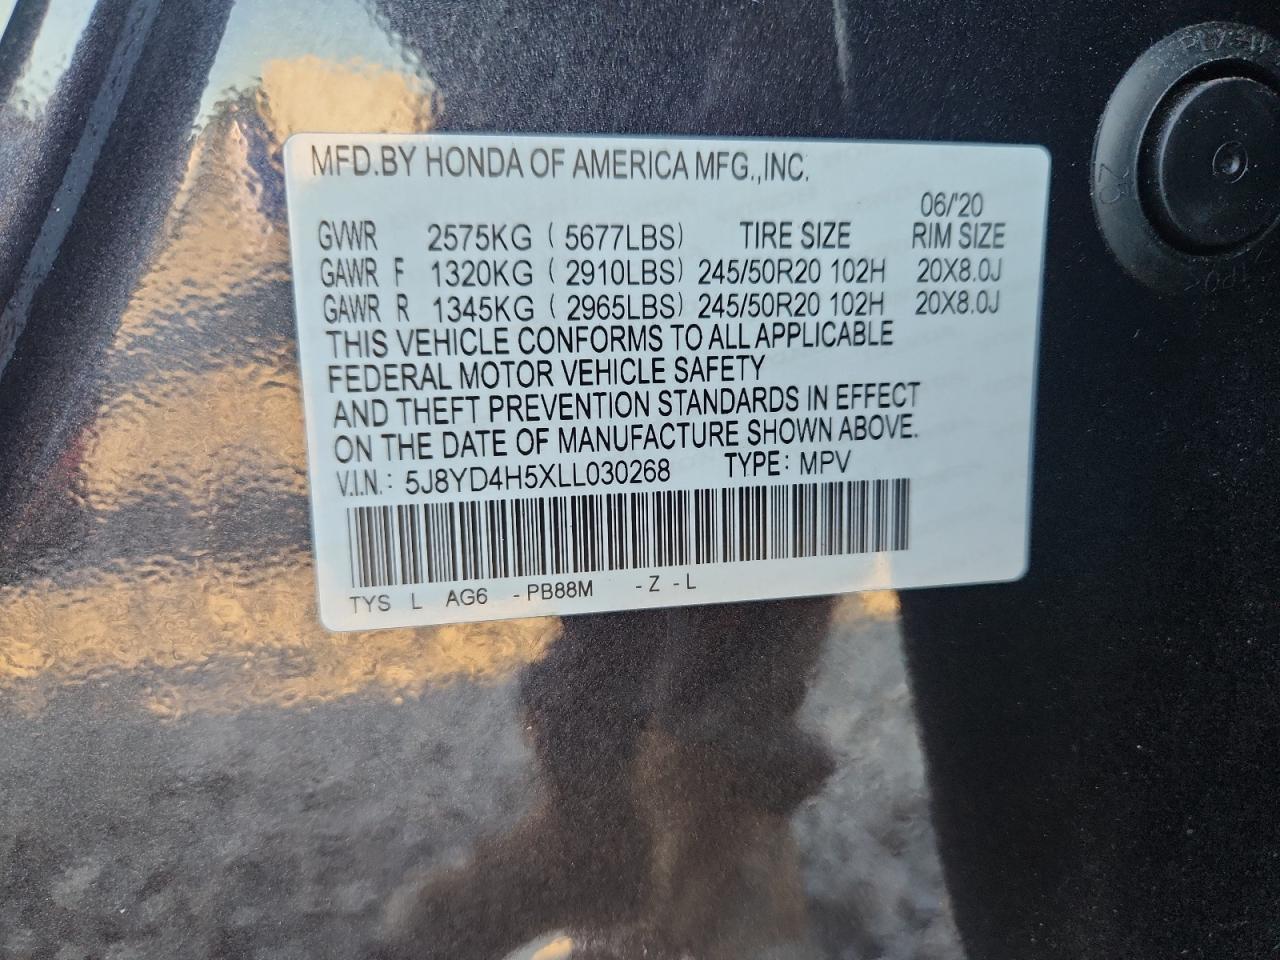 MFD.BY HONDA OF AMERICA MFG.,INC.
06/'20
GVWR 2575KG ( 5677LBS) TIRE SIZE RIM SIZE
GAWR F 1320KG ( 2910LBS) 245/50R20 102H 20X8.0J
GAWR R 1345KG ( 2965LBS) 245/50R20 102H 20X8.0J
THIS VEHICLE CONFORMS TO ALL APPLICABLE
FEDERAL MOTOR VEHICLE SAFETY
AND THEFT PREVENTION STANDARDS IN EFFECT
ON THE DATE OF MANUFACTURE SHOWN ABOVE.
V.I.N.: 5J8YD4H5XLL030268 TYPE: MPV
TYS L AG6 -PB88M -Z -L